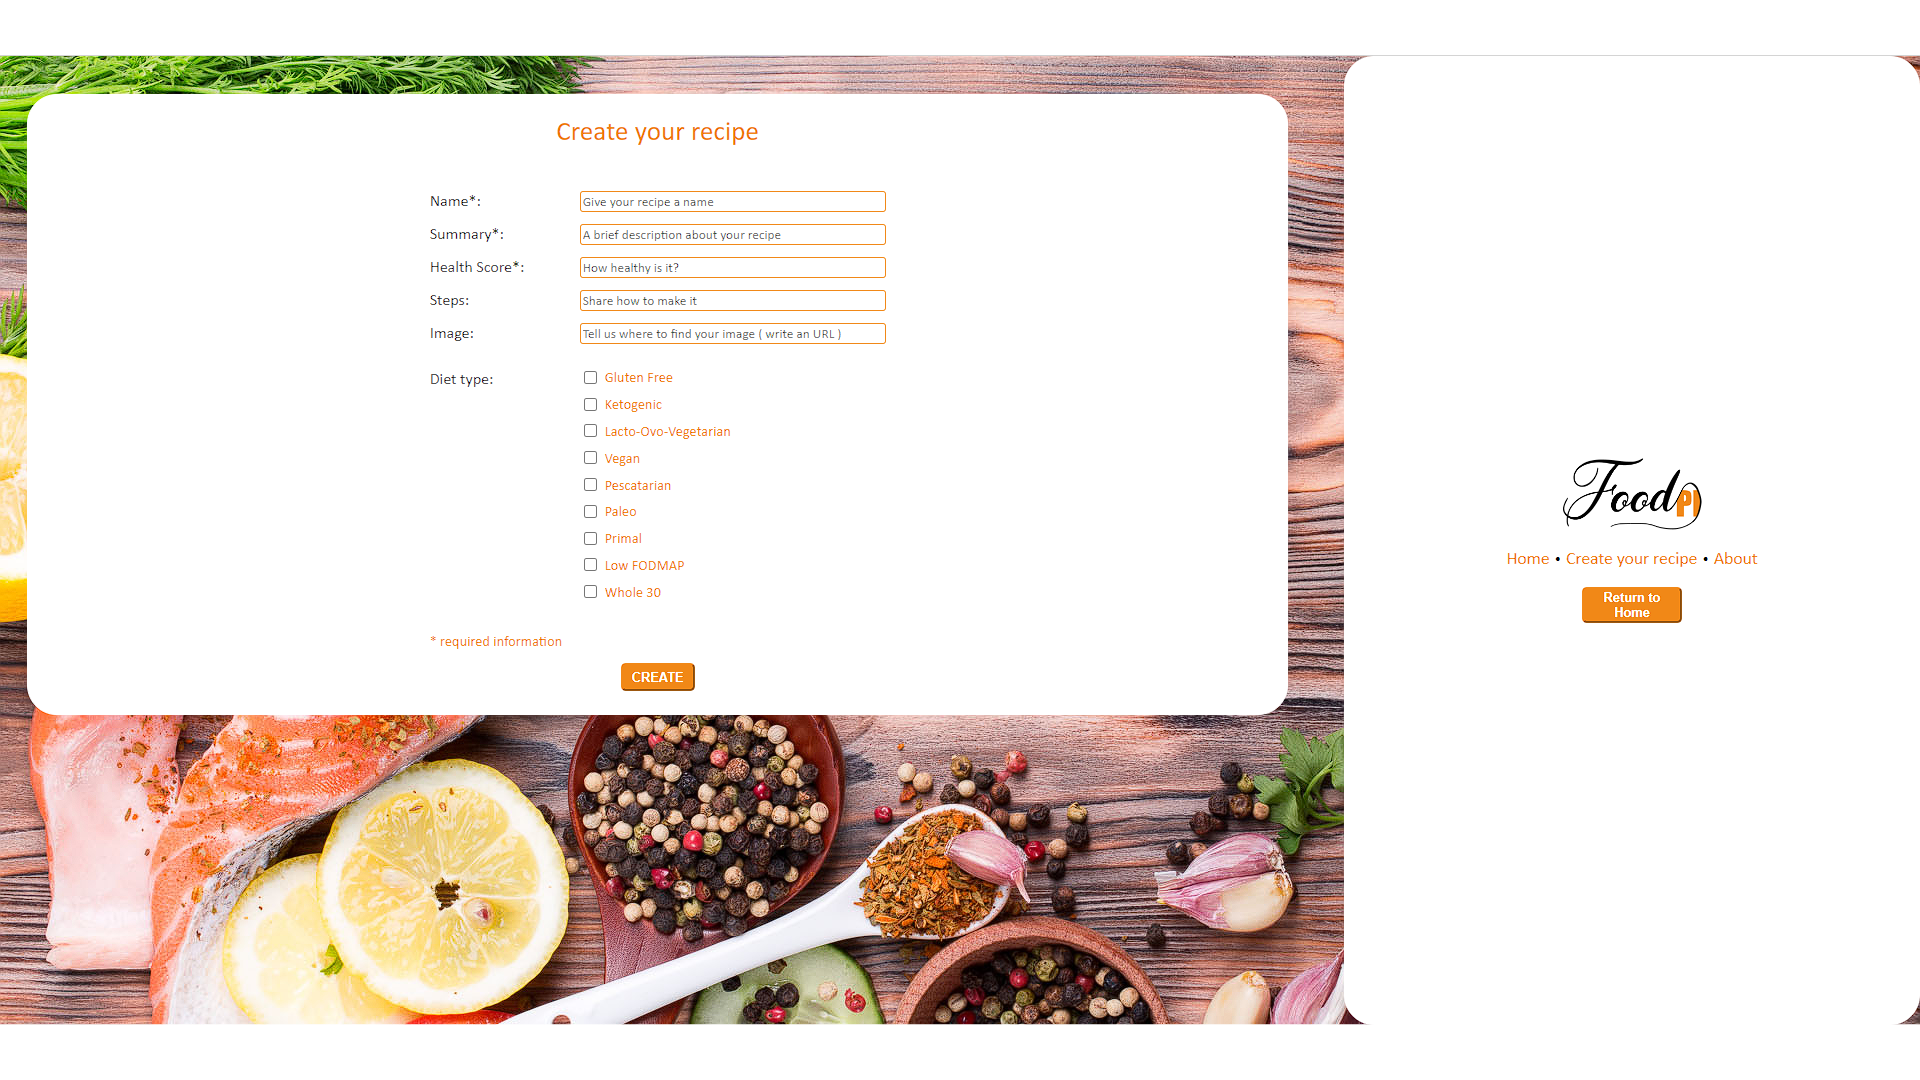 Create your recipe
Name*:
Give your recipe a name
Summary*:
A brief description about your recipe
Health Score*:
How healthy is it?
Steps:
Share how to make it
Image:
Tell us where to find your image ( write an URL )
Diet type:
Gluten Free
Ketogenic
Lacto-Ovo-Vegetarian
Vegan
Pescatarian
Paleo
Primal
Low FODMAP
Whole 30
* required information
CREATE
FoodPI
Home • Create your recipe • About
Return to
Home